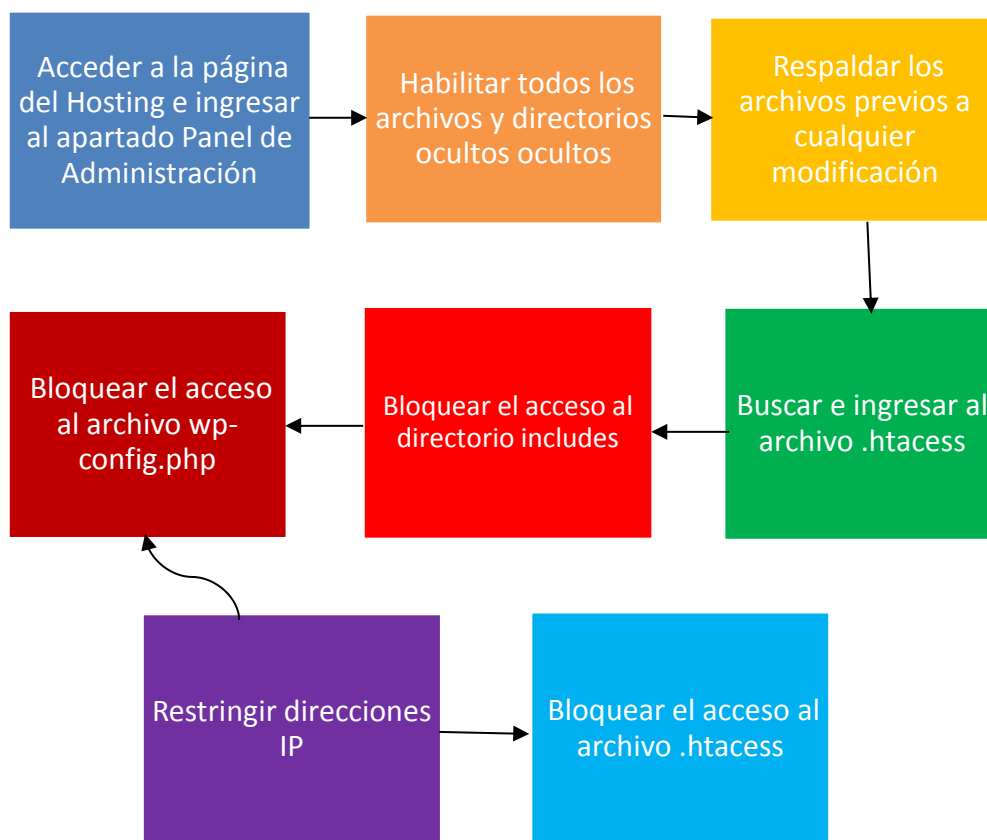 Acceder a la página
del Hosting e ingresar
al apartado Panel de
Administración
Habilitar todos los
archivos y directorios
ocultos ocultos
Respaldar los
archivos previos a
cualquier
modificación
Bloquear el acceso
al archivo wp-
config.php
Bloquear el acceso al
directorio includes
Buscar e ingresar al
archivo .htacess
Restringir direcciones
IP
Bloquear el acceso al
archivo .htacess